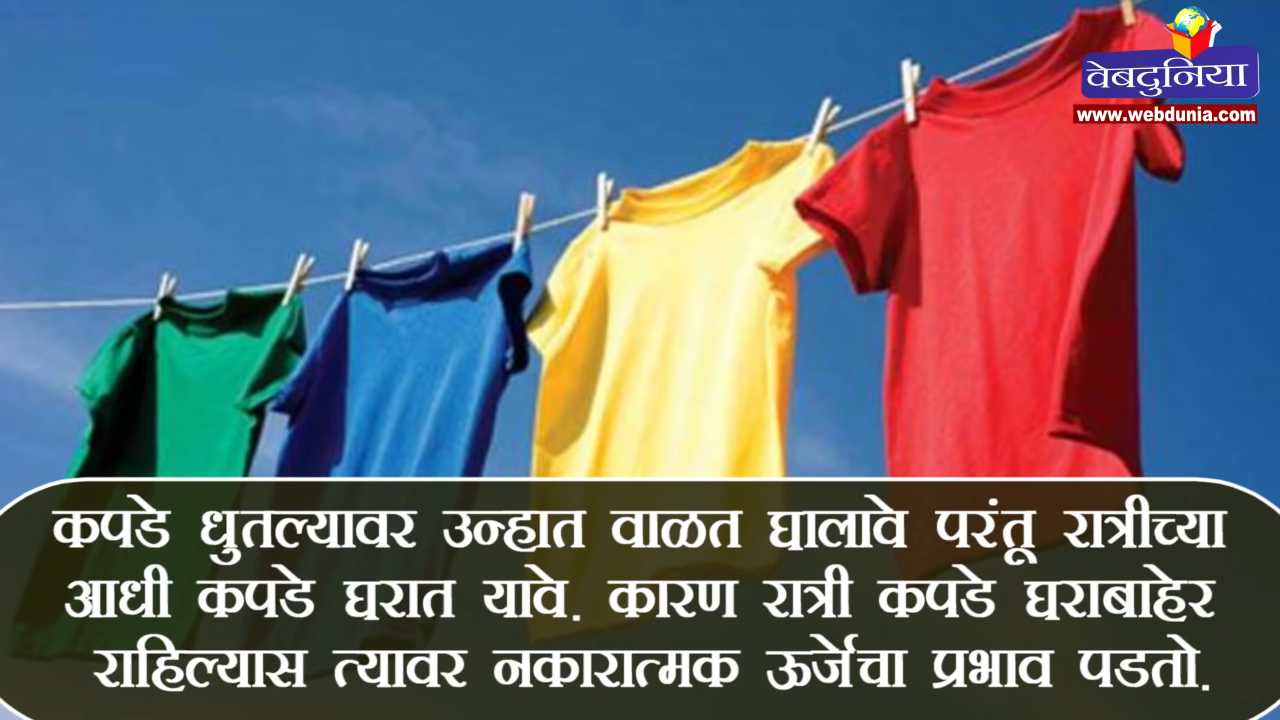 वेबदुनिया
www.webdunia.com
कपडे धुतल्यावर उन्हात वाळत घालावे परंतू रात्रीच्या
आधी कपडे घरात यावे. कारण रात्री कपडे घराबाहेर
राहिल्यास त्यावर नकारात्मक ऊर्जेचा प्रभाव पडतो.